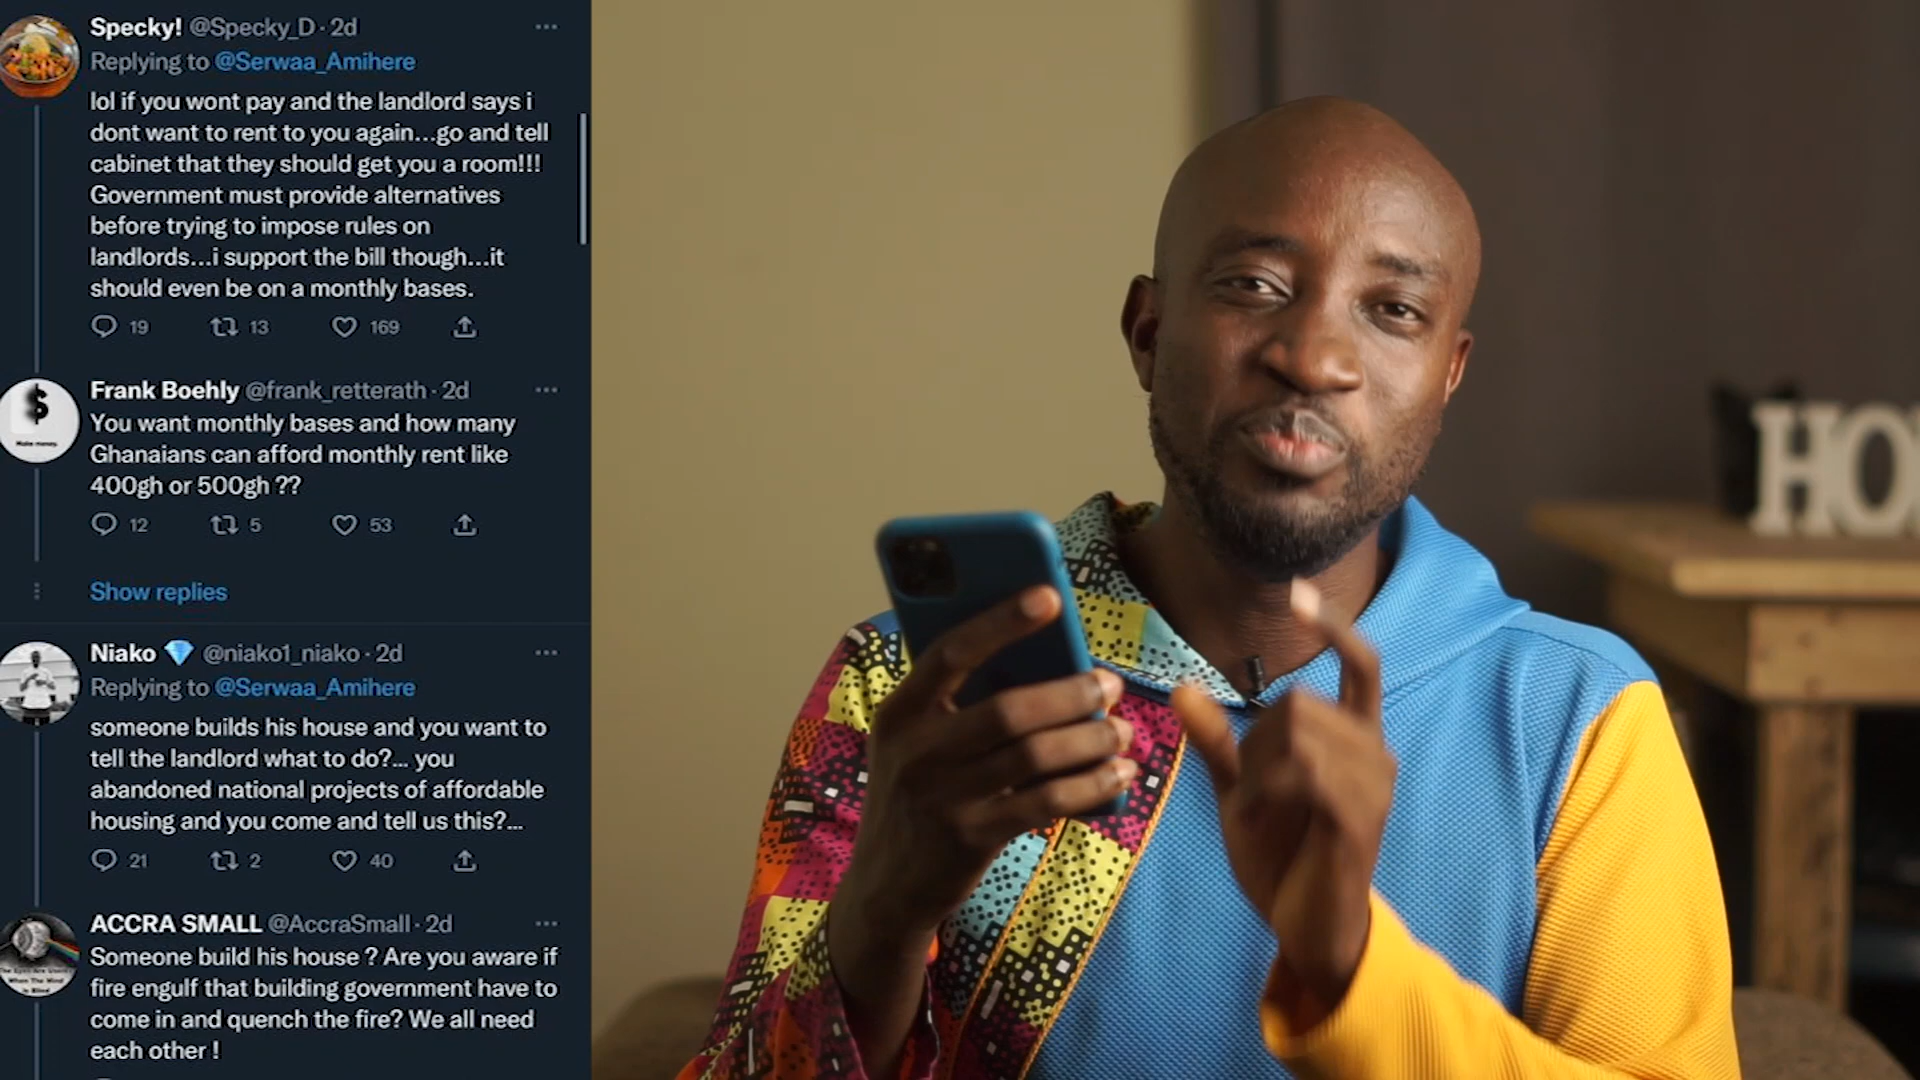 Specky! @Specky_D · 2d
Replying to @Serwaa_Amihere
lol if you wont pay and the landlord says i
dont want to rent to you again...go and tell
cabinet that they should get you a room!!!
Government must provide alternatives
before trying to impose rules on
landlords...i support the bill though...it
should even be on a monthly bases.
19 13 169
Frank Boehly @frank_retterath · 2d
You want monthly bases and how many
Ghanaians can afford monthly rent like
400gh or 500gh ??
12 5 53
Show replies
Niako 💎 @niako1_niako · 2d
Replying to @Serwaa_Amihere
someone builds his house and you want to
tell the landlord what to do?... you
abandoned national projects of affordable
housing and you come and tell us this?...
21 2 40
ACCRA SMALL @AccraSmall · 2d
Someone build his house ? Are you aware if
fire engulf that building government have to
come in and quench the fire? We all need
each other !
$
Make money
HO